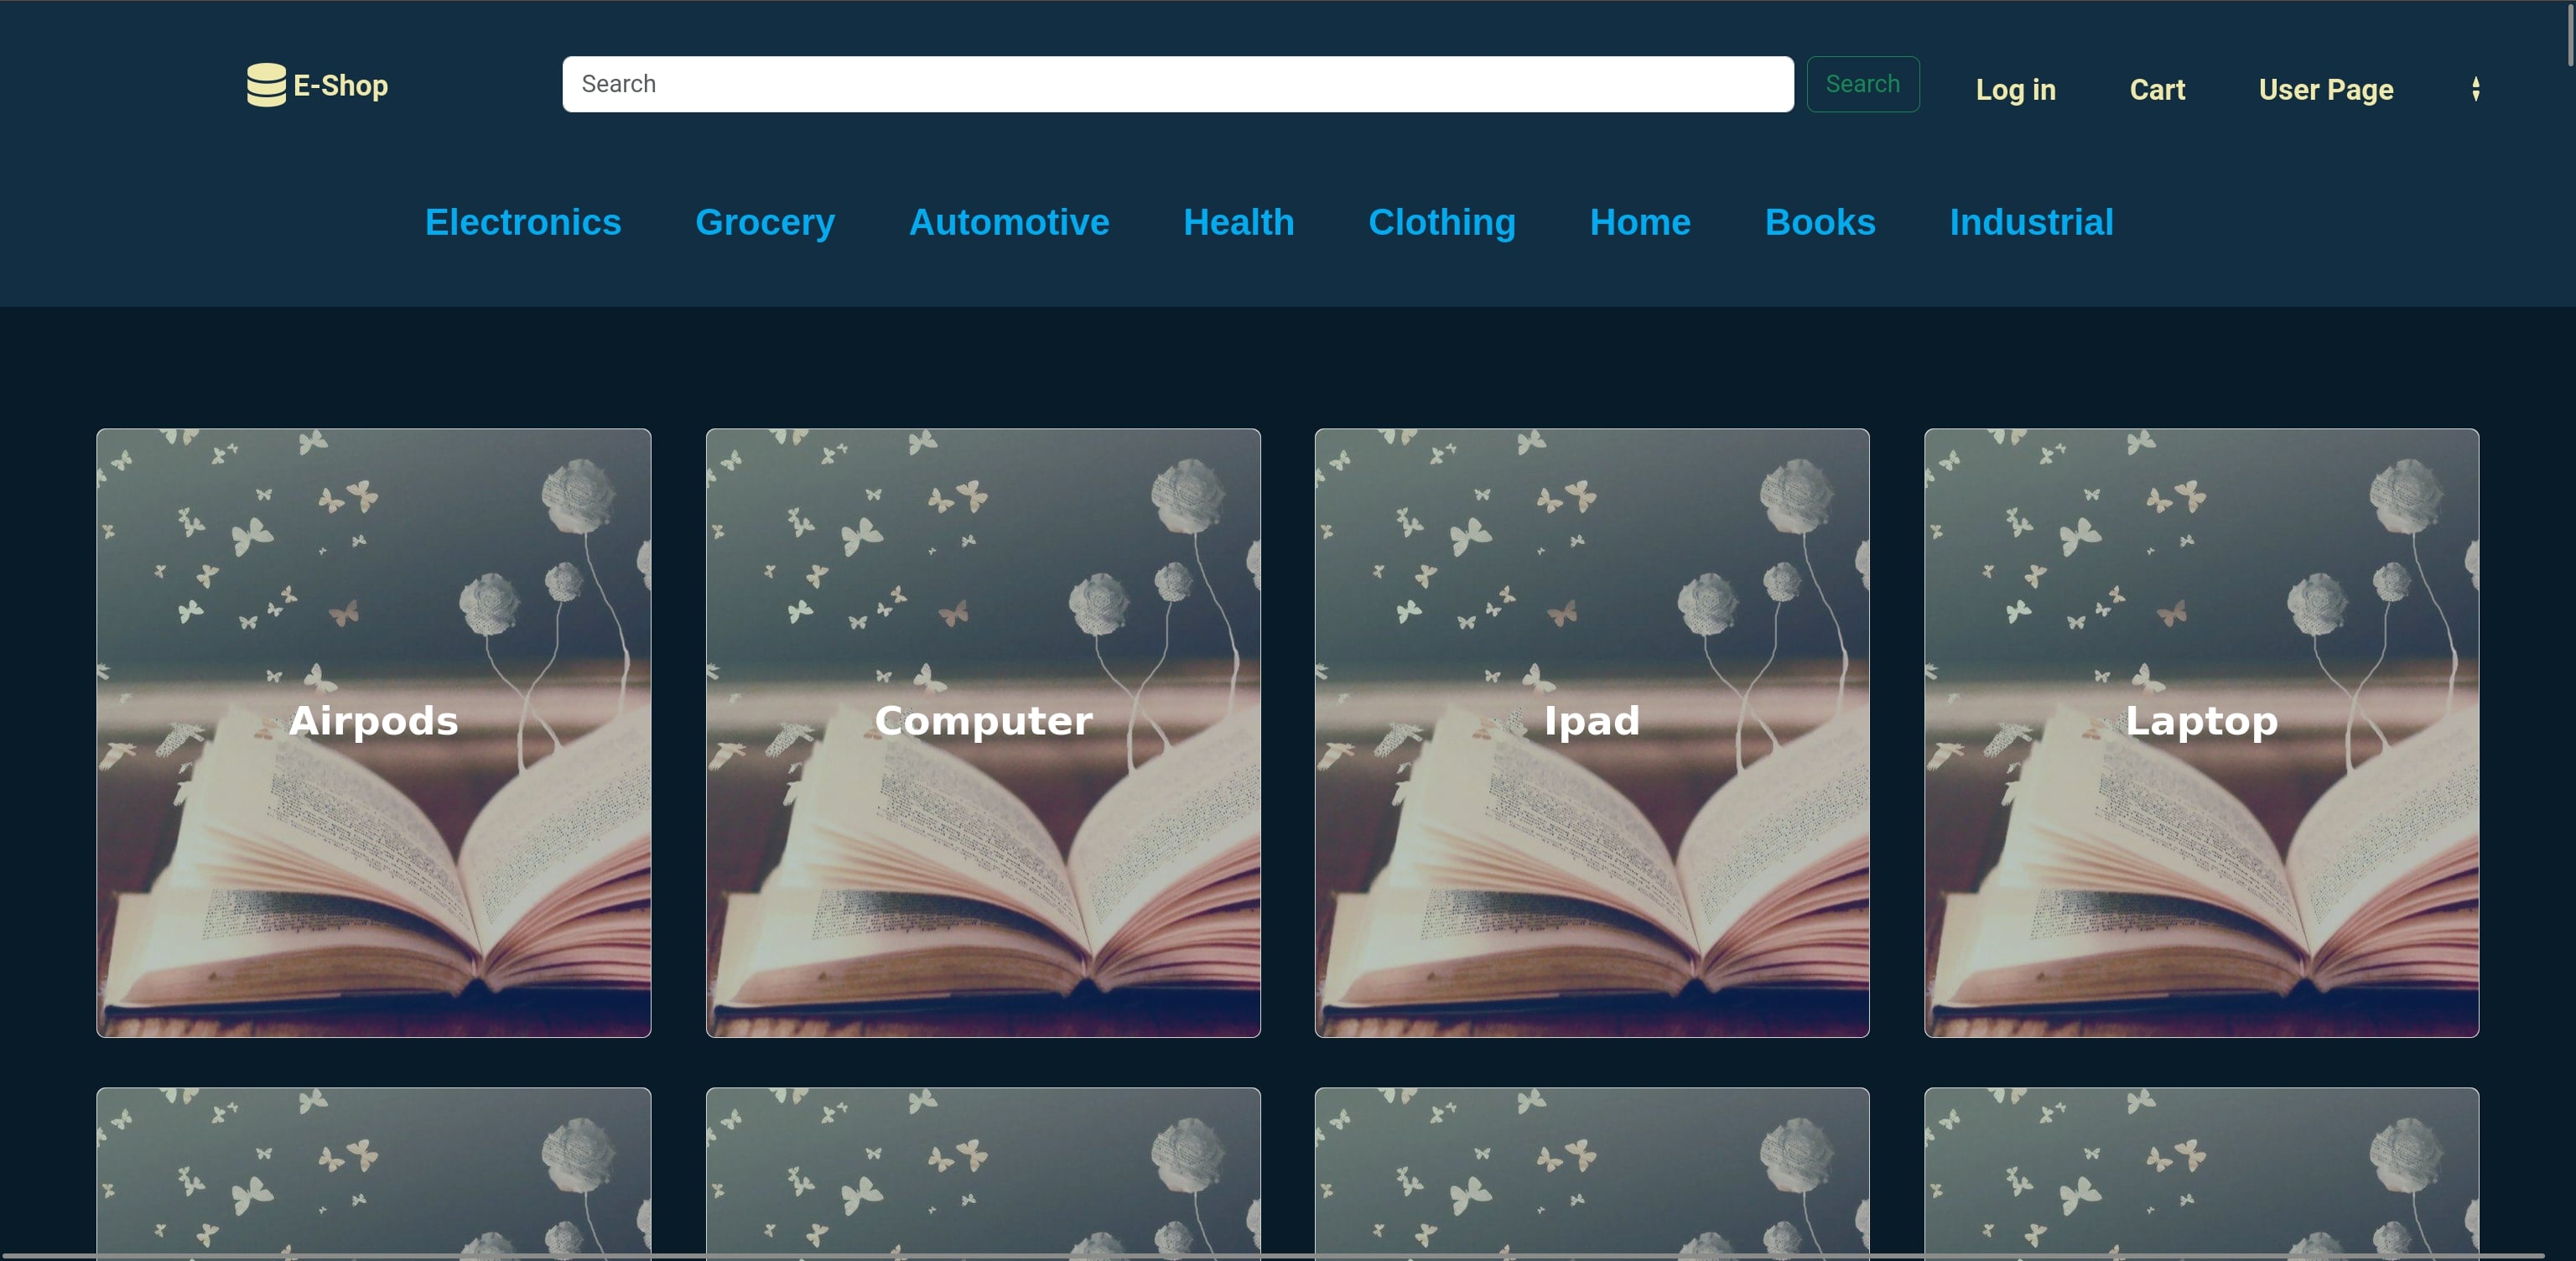 E-Shop
Search
Search
Log in
Cart
User Page
Electronics
Grocery
Automotive
Health
Clothing
Home
Books
Industrial
Airpods
Computer
Ipad
Laptop